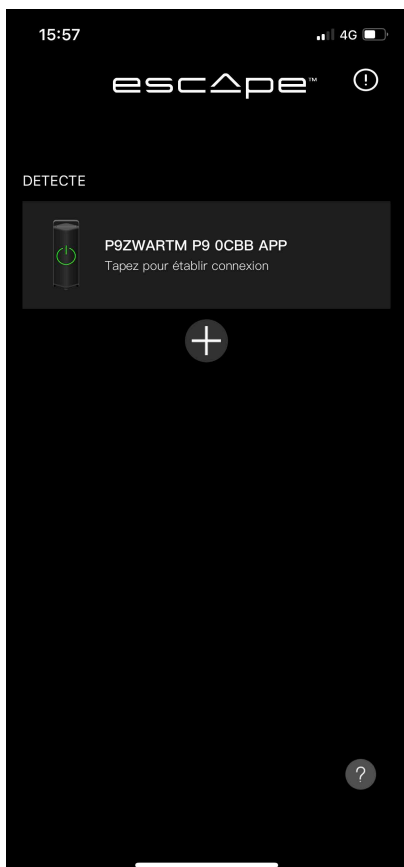 15:57
4G
escape™
DETECTE
P9ZWARTM P9 0CBB APP
Tapez pour établir connexion
?